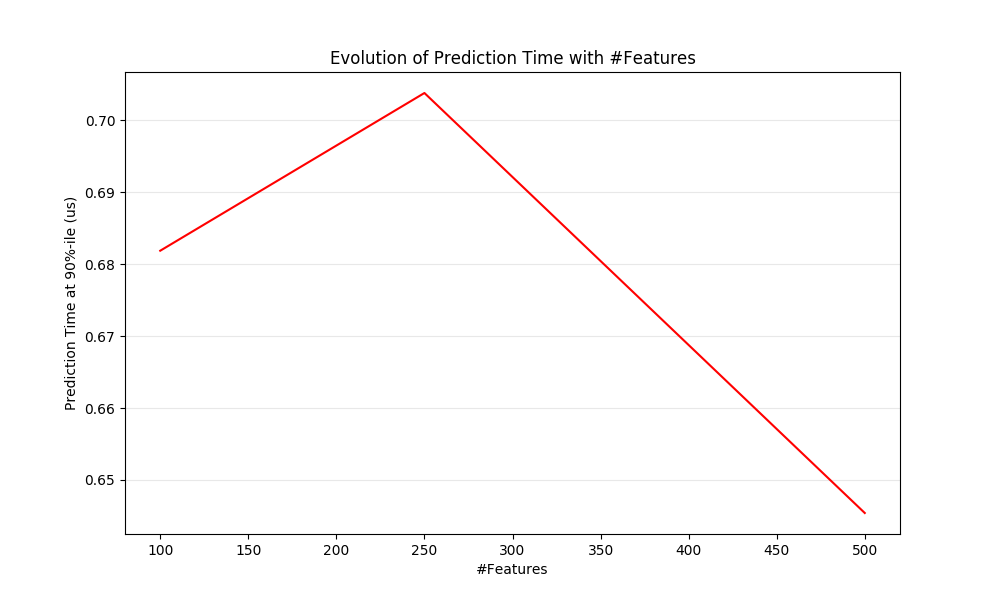 Evolution of Prediction Time with #Features
Prediction Time at 90%-ile (us)
0.70
0.69
0.68
0.67
0.66
0.65
100 150 200 250 300 350 400 450 500
#Features